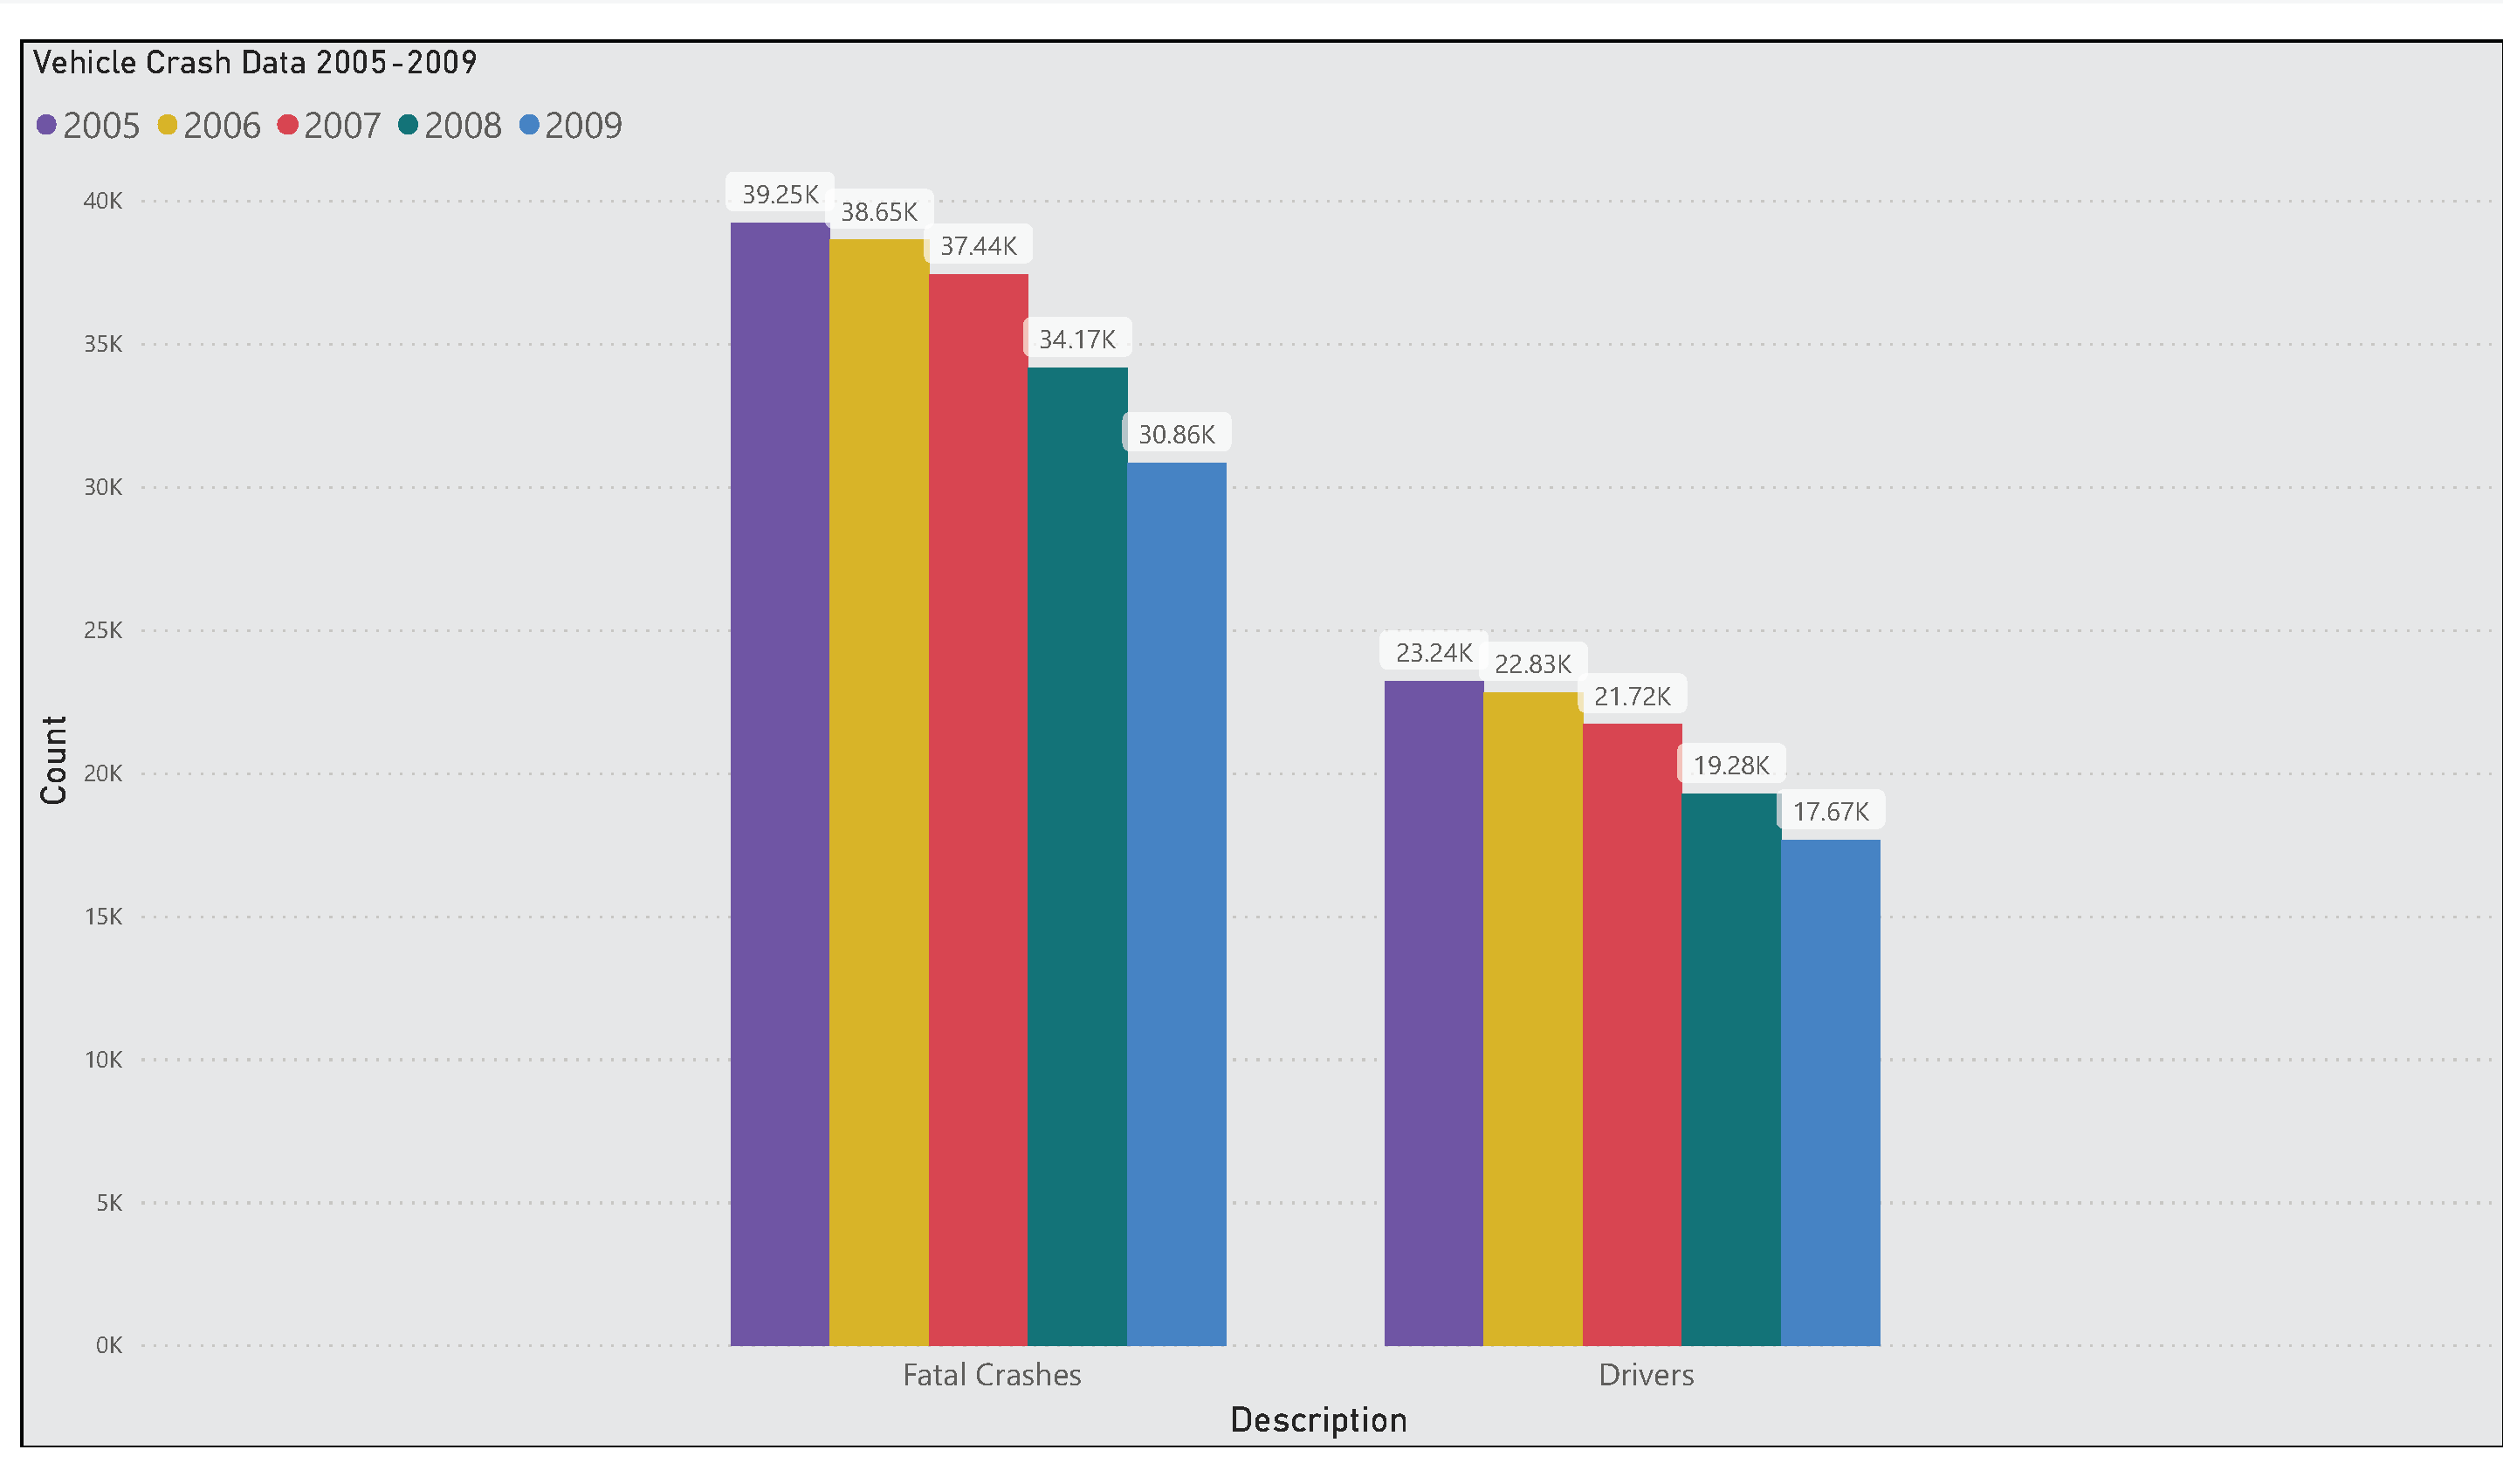 Vehicle Crash Data 2005-2009
2005 2006 2007 2008 2009
40K
35K
30K
25K
20K
15K
10K
5K
0K
Count
39.25K
38.65K
37.44K
34.17K
30.86K
23.24K
22.83K
21.72K
19.28K
17.67K
Fatal Crashes
Drivers
Description